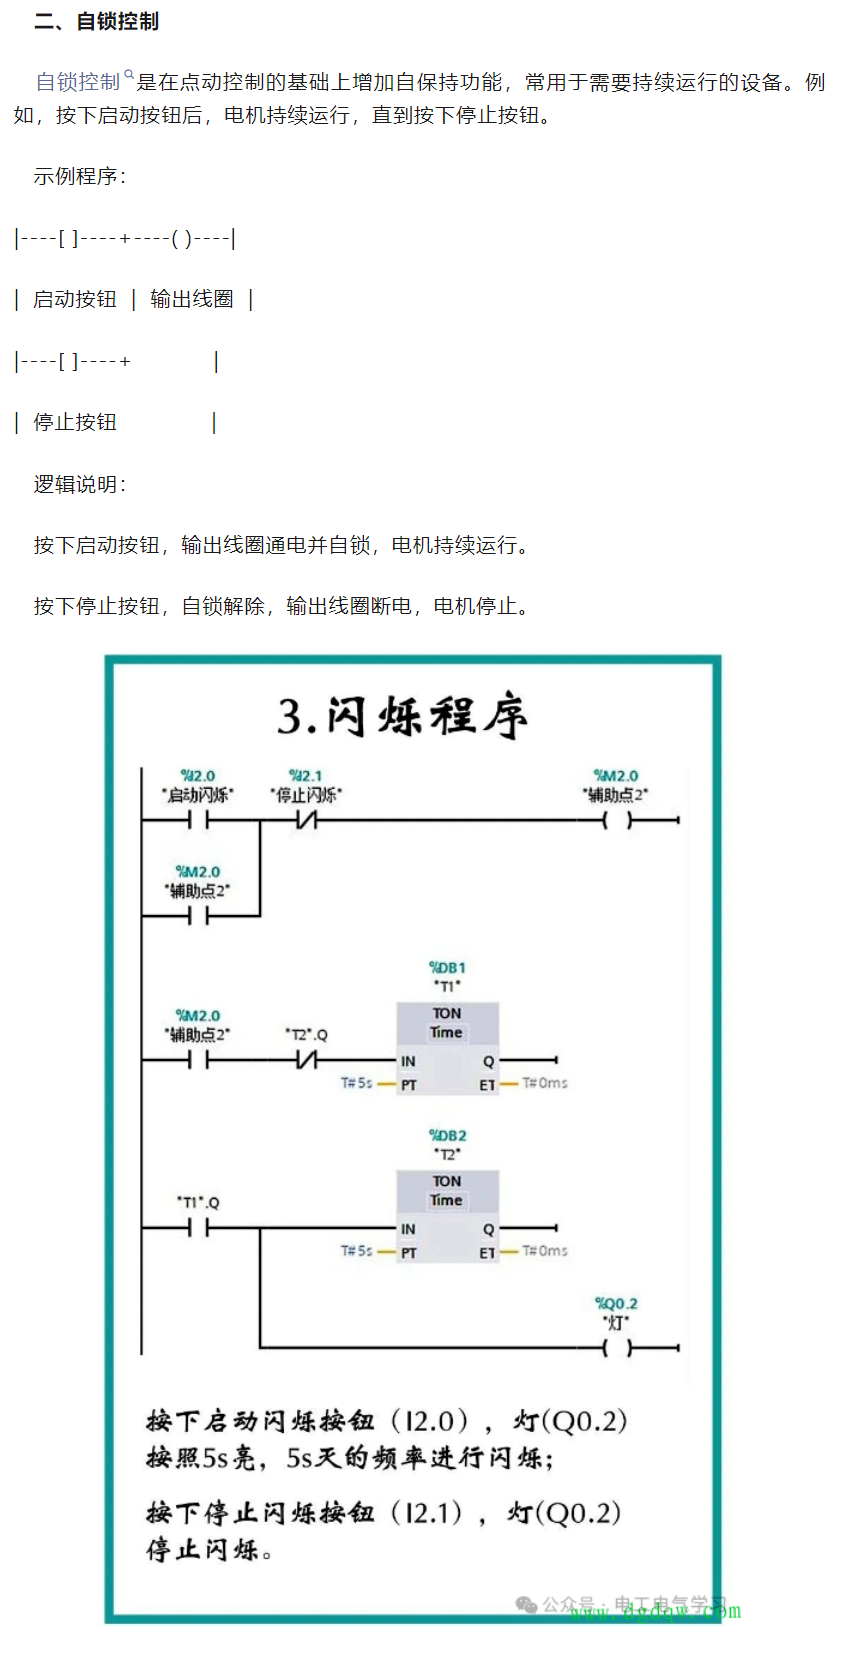 二、自锁控制
自锁控制是在点动控制的基础上增加自保持功能，常用于需要持续运行的设备。例
如，按下启动按钮后，电机持续运行，直到按下停止按钮。
示例程序：
|----[ ]----+----( )----|
| 启动按钮 | 输出线圈 |
|----[ ]----+ |
| 停止按钮 |
逻辑说明：
按下启动按钮，输出线圈通电并自锁，电机持续运行。
按下停止按钮，自锁解除，输出线圈断电，电机停止。
3.闪烁程序
%I2.0 %I2.1 %M2.0
"启动闪烁" "停止闪烁" "辅助点2"
%M2.0
"辅助点2"
%DB1
"T1"
%M2.0 TON
"辅助点2" "T2".Q Time
IN Q
T#5s PT ET T#0ms
%DB2
"T2"
TON
"T1".Q Time
IN Q
T#5s PT ET T#0ms
%Q0.2
"灯"
按下启动闪烁按钮（I2.0），灯(Q0.2)
按照5s亮，5s灭的频率进行闪烁；
按下停止闪烁按钮（I2.1），灯(Q0.2)
停止闪烁。
公众号·电工电气学习
www.dgdqw.com